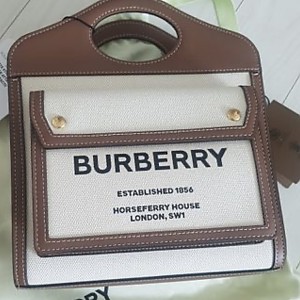 BURBERRY
ESTABLISHED 1856
HORSEFERRY HOUSE
LONDON, SW1